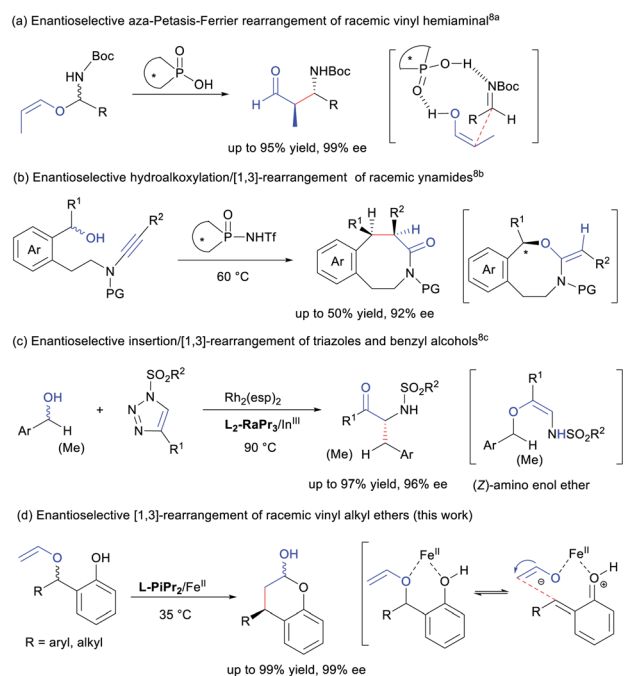 (a) Enantioselective aza-Petasis-Ferrier rearrangement of racemic vinyl hemiaminal8a
HN Boc
O R
* P O OH
O NHBoc
H R
up to 95% yield, 99% ee
* P O H NBoc
O H O R H
(b) Enantioselective hydroalkoxylation/[1,3]-rearrangement of racemic ynamides8b
R1 OH R2
Ar N PG
* P O NHTf
60 °C
H R2 R1 H O
Ar N PG
up to 50% yield, 92% ee
R1 O H * R2
Ar N PG
(c) Enantioselective insertion/[1,3]-rearrangement of triazoles and benzyl alcohols8c
OH
Ar H
(Me)
+
SO2R2
N N N
R1
Rh2(esp)2
L2-RaPr3/InIII
90 °C
O SO2R2
R1 NH
(Me) H Ar
up to 97% yield, 96% ee
R1
O
Ar H NHSO2R2
(Me)
(Z)-amino enol ether
(d) Enantioselective [1,3]-rearrangement of racemic vinyl alkyl ethers (this work)
O OH
R
R = aryl, alkyl
L-PiPr2/FeII
35 °C
OH
O
R
up to 99% yield, 99% ee
FeII
O O H
R
FeII
⊖ O O H ⊕
R